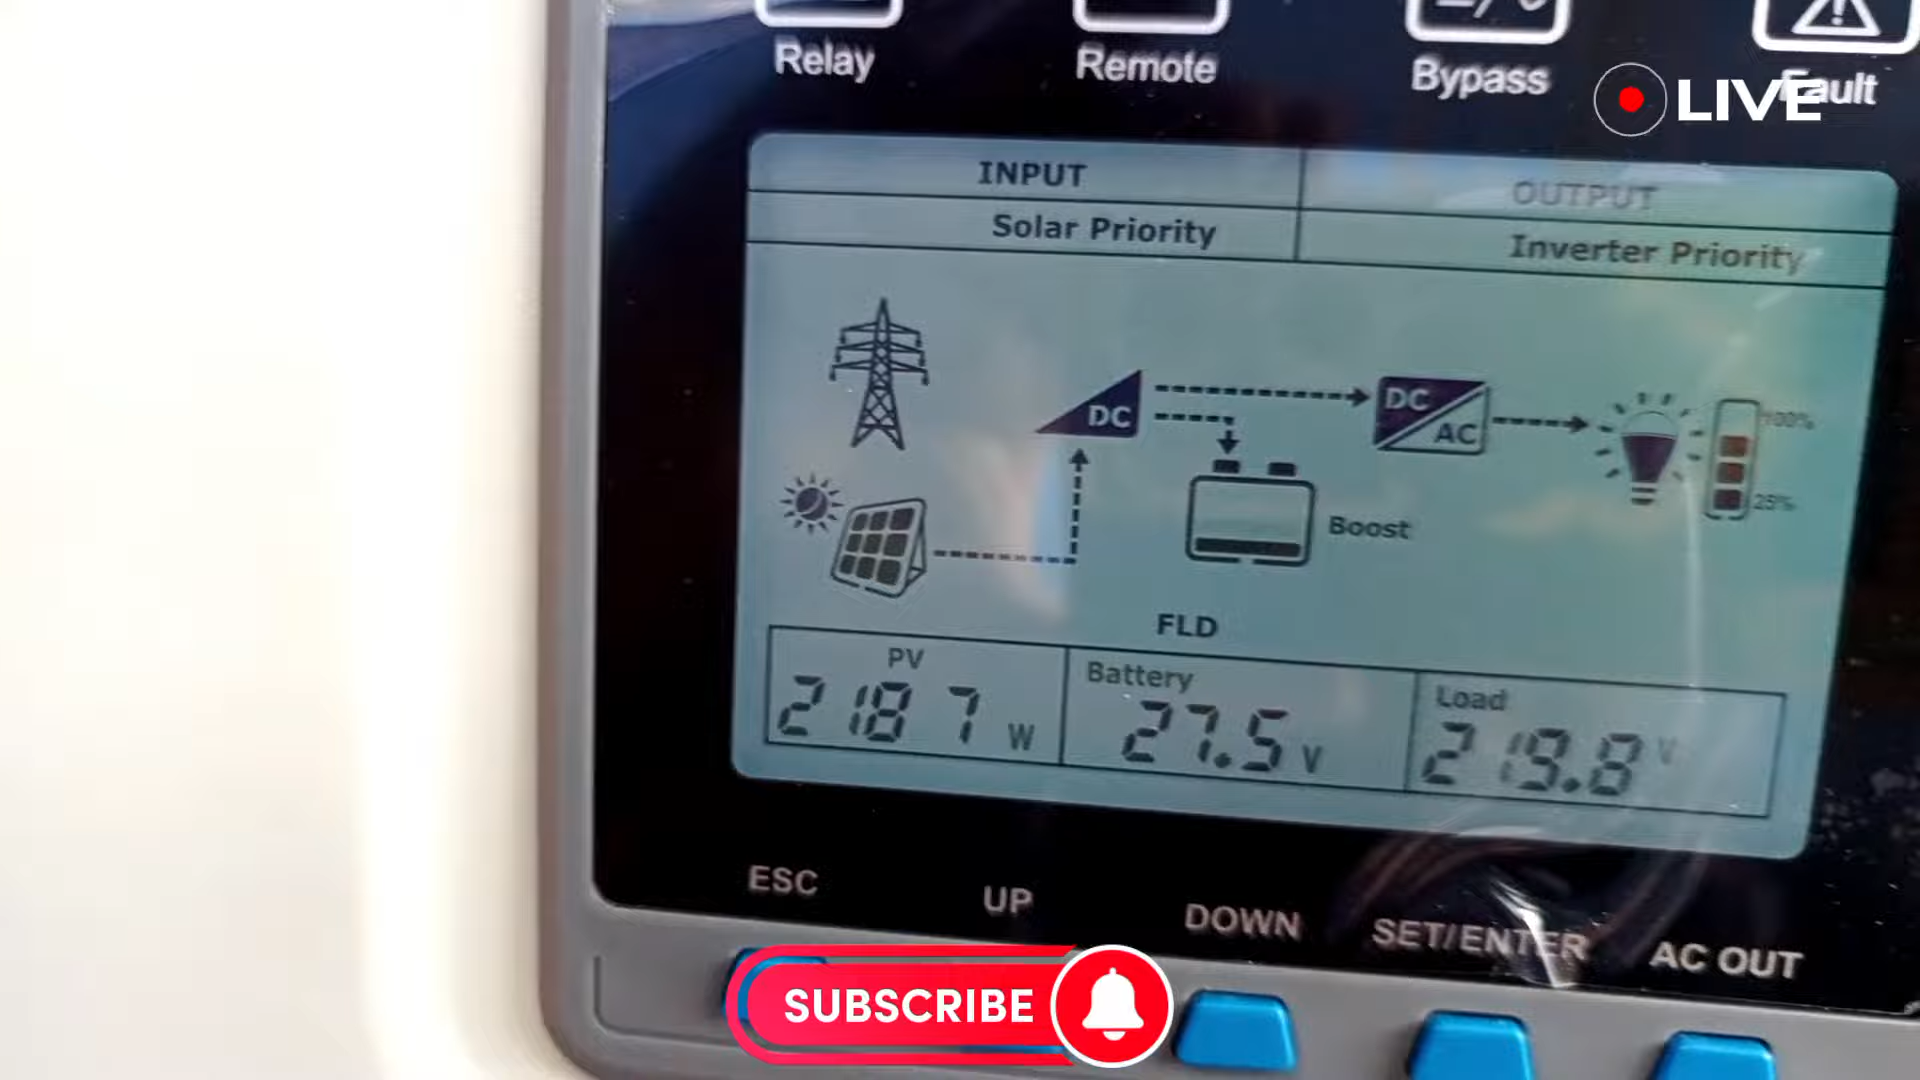 Relay
Remote
Bypass
Fault
LIVE
INPUT
OUTPUT
Solar Priority
Inverter Priority
DC
DC
AC
100%
25%
Boost
FLD
PV
2187 W
Battery
27.5 V
Load
219.8 V
ESC
UP
DOWN
SET/ENTER
AC OUT
SUBSCRIBE